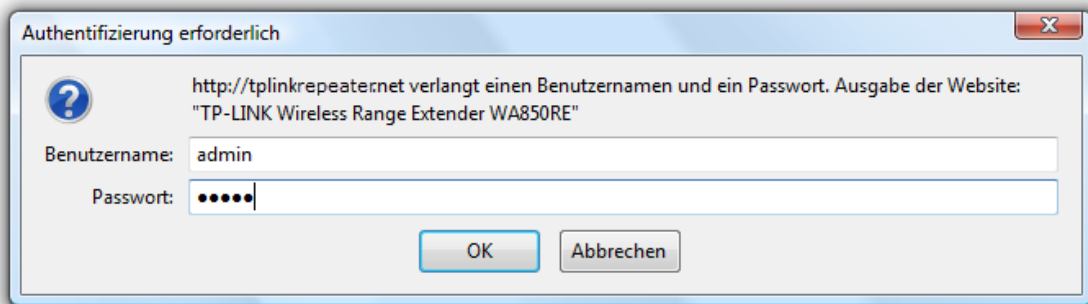 Authentifizierung erforderlich
http://tplinkrepeater.net verlangt einen Benutzernamen und ein Passwort. Ausgabe der Website:
"TP-LINK Wireless Range Extender WA850RE"
Benutzername: admin
Passwort: •••••
OK Abbrechen